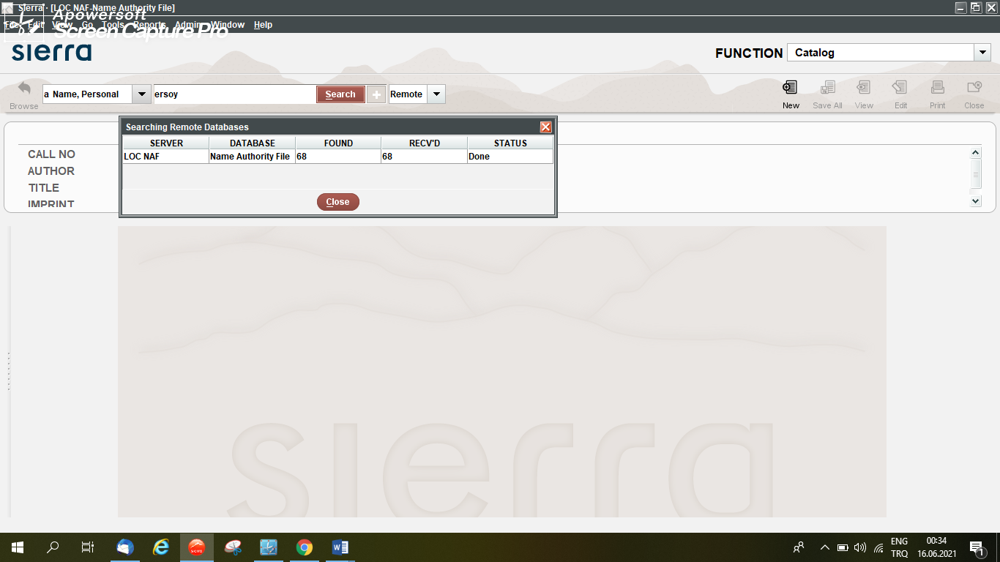 Sierra · [LOC NAF-Name Authority File]
Apowersoft
Screen Capture Pro
File Edit View Go Tools Reports Admin Window Help
sierra
FUNCTION Catalog
Browse
a Name, Personal ersoy Search + Remote
New Save All View Edit Print Close
Searching Remote Databases
SERVER DATABASE FOUND RECV'D STATUS
LOC NAF Name Authority File 68 68 Done
Close
CALL NO
AUTHOR
TITLE
IMPRINT
sierra
ENG 00:34
TRQ 16.06.2021
1